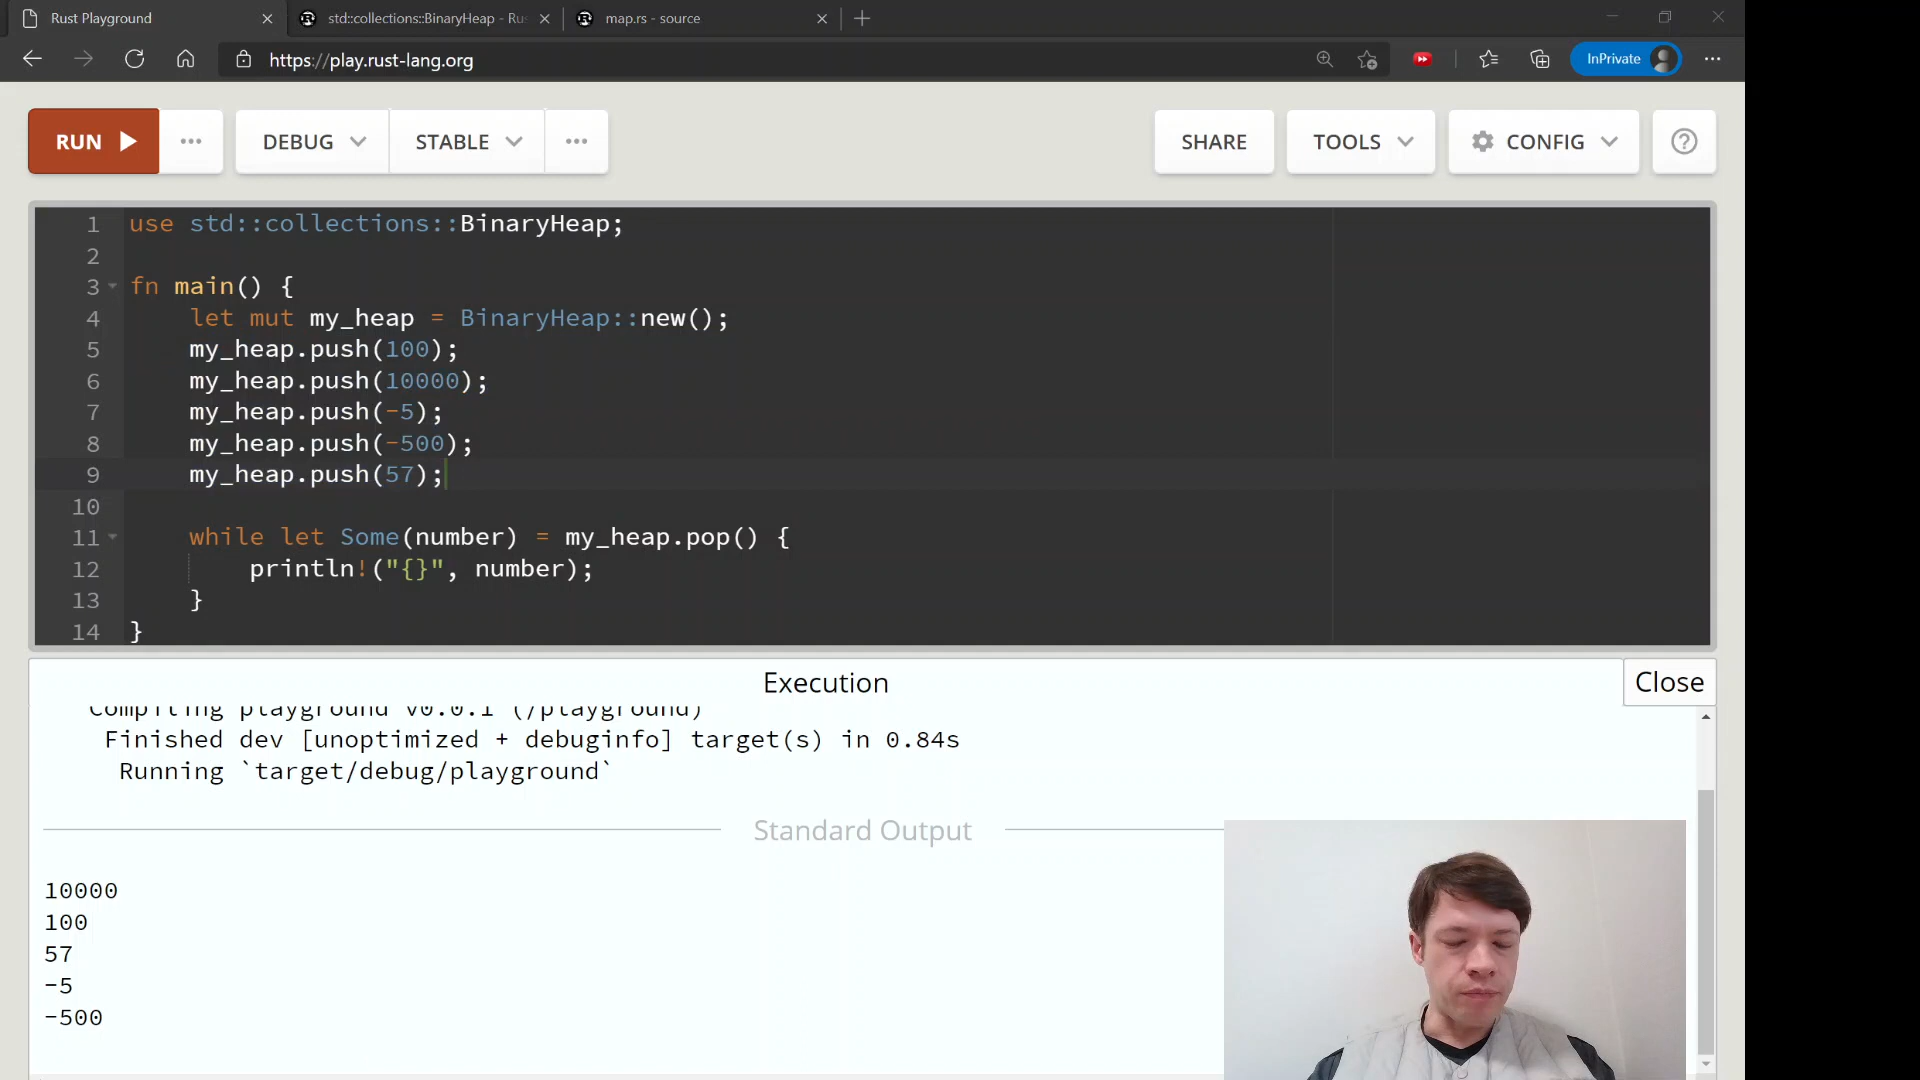 Rust Playground
std::collections::BinaryHeap - Rus
map.rs - source
https://play.rust-lang.org
InPrivate
RUN
DEBUG
STABLE
SHARE
TOOLS
CONFIG
1 use std::collections::BinaryHeap;
2
3 fn main() {
4 let mut my_heap = BinaryHeap::new();
5 my_heap.push(100);
6 my_heap.push(10000);
7 my_heap.push(-5);
8 my_heap.push(-500);
9 my_heap.push(57);
10
11 while let Some(number) = my_heap.pop() {
12 println!("{}", number);
13 }
14 }
Execution
Close
Compiling playground v0.0.1 (/playground)
Finished dev [unoptimized + debuginfo] target(s) in 0.84s
Running `target/debug/playground`
Standard Output
10000
100
57
-5
-500